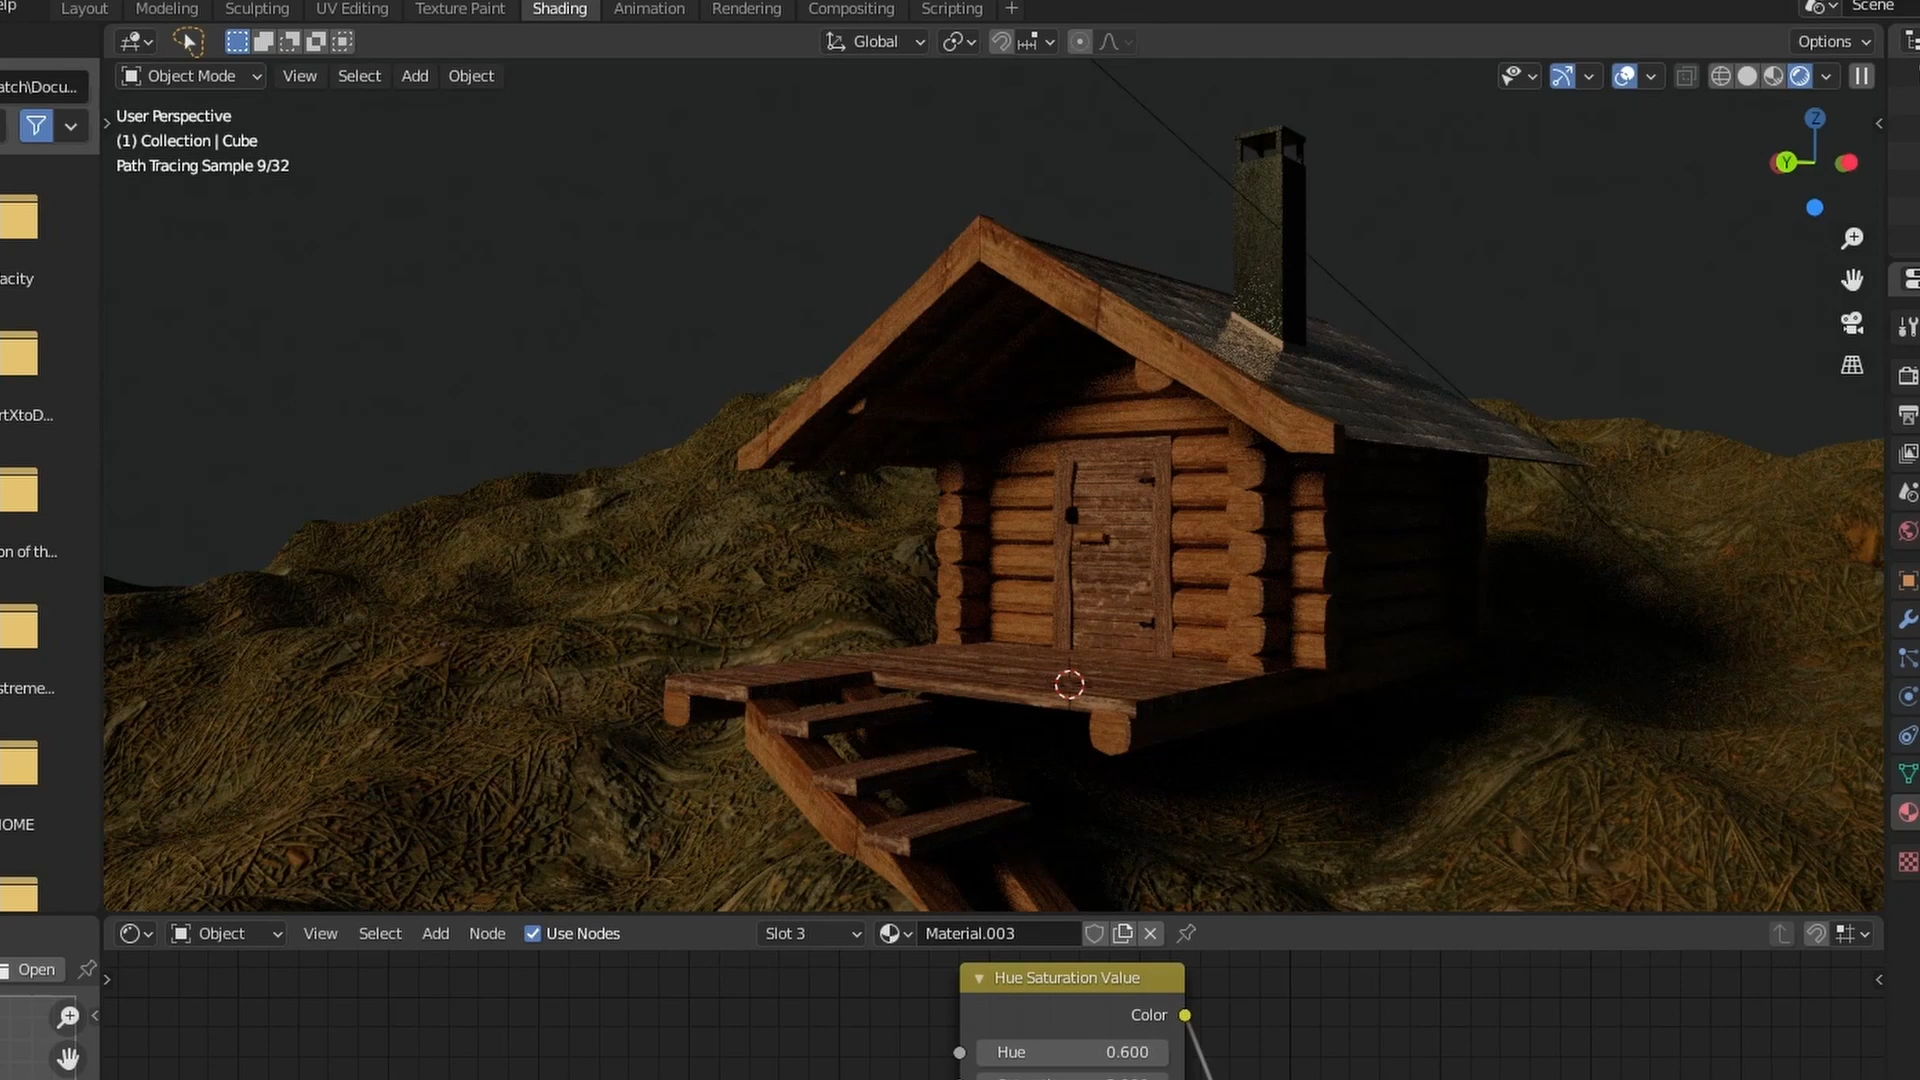 elp
Layout Modeling Sculpting UV Editing Texture Paint Shading Animation Rendering Compositing Scripting + Scene
Global Options
atch\Docu... Object Mode View Select Add Object
User Perspective
(1) Collection | Cube
Path Tracing Sample 9/32
Z
Y
acity
rtXtoD...
on of th...
streme...
IOME
Object View Select Add Node Use Nodes Slot 3 Material.003
Open Hue Saturation Value
Color
Hue 0.600